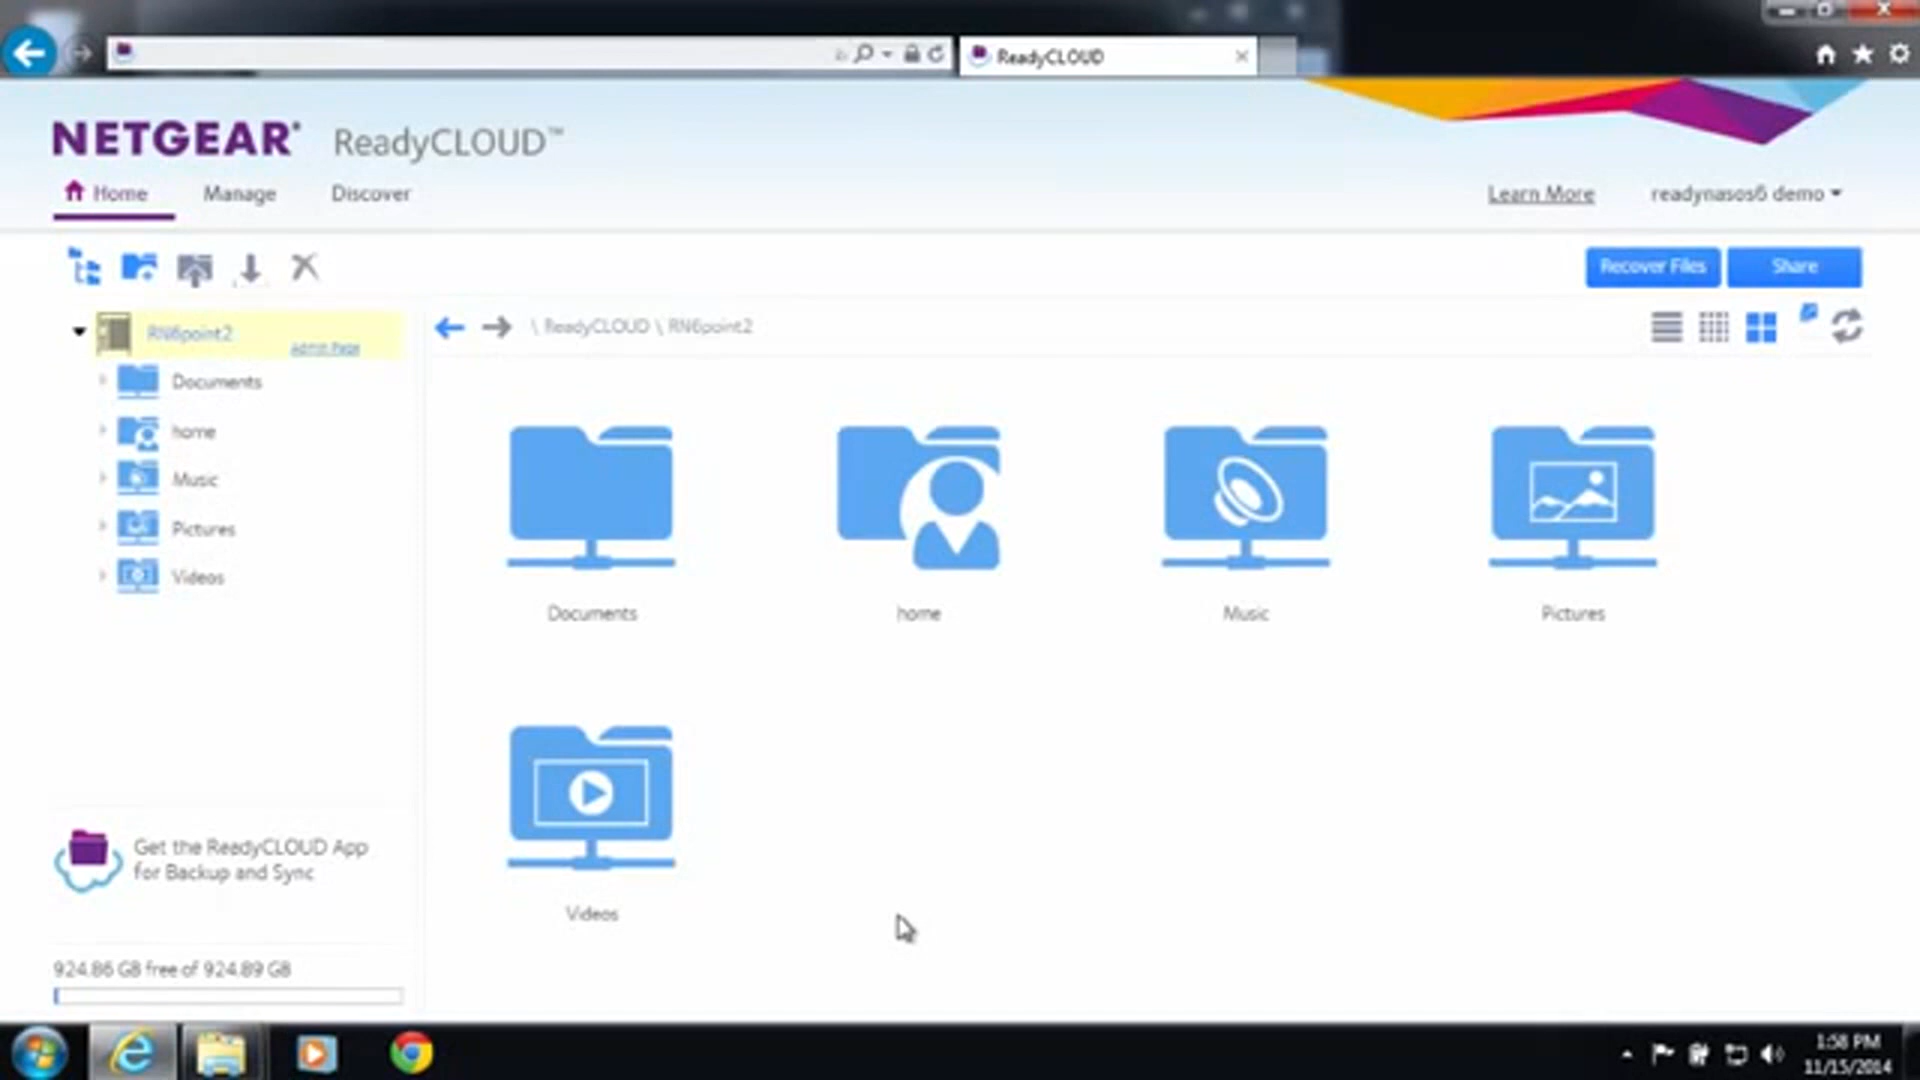 ReadyCLOUD
NETGEAR® ReadyCLOUD™
Home Manage Discover Learn More readynasos6 demo
Recover Files Share
RN6point2
Admin Page
\ ReadyCLOUD \ RN6point2
Documents
home
Music
Pictures
Videos
Documents home Music Pictures
Videos
Get the ReadyCLOUD App
for Backup and Sync
924.86 GB free of 924.89 GB
1:58 PM
11/15/2014